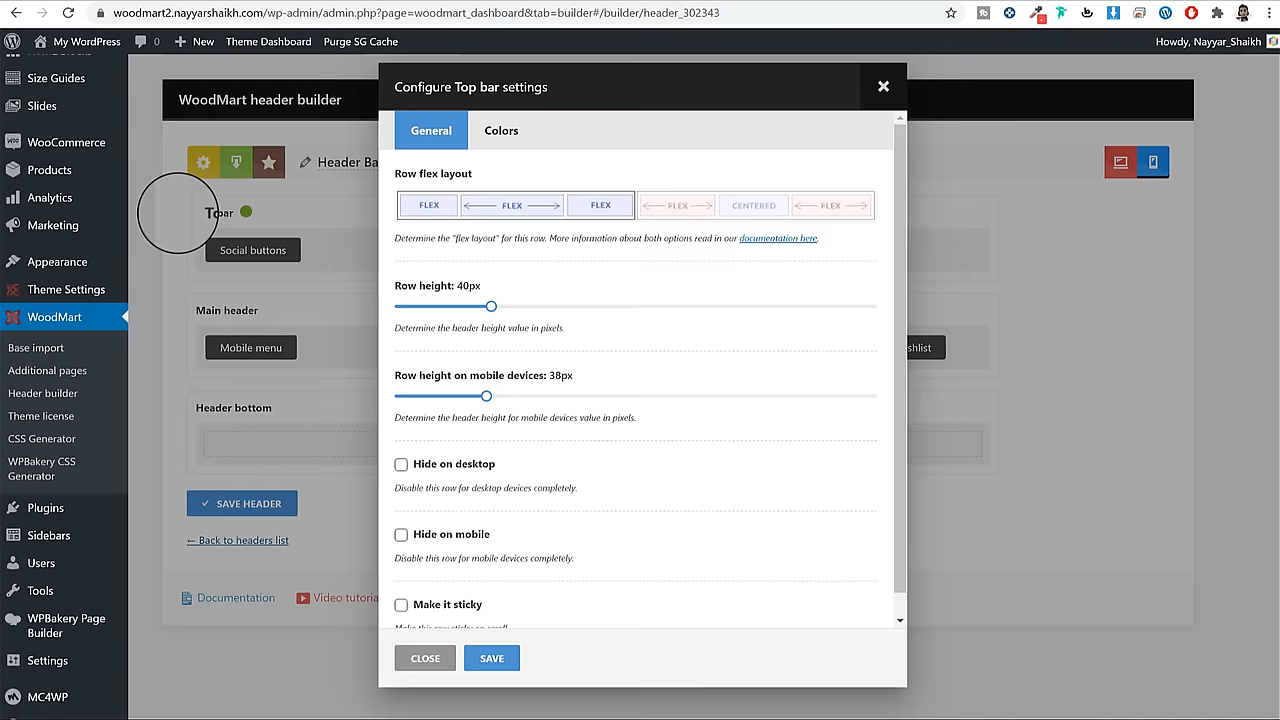 woodmart2.nayyarshaikh.com/wp-admin/admin.php?page=woodmart_dashboard&tab=builder#/builder/header_302343
My WordPress
0
New
Theme Dashboard
Purge SG Cache
Howdy, Nayyar_Shaikh
Size Guides
Slides
WooCommerce
Products
Analytics
Marketing
Appearance
Theme Settings
WoodMart
Base import
Additional pages
Header builder
Theme license
CSS Generator
WPBakery CSS
Generator
Plugins
Sidebars
Users
Tools
WPBakery Page
Builder
Settings
MC4WP
WoodMart header builder
Header Ba
bar
Social buttons
Main header
Mobile menu
shlist
Header bottom
SAVE HEADER
← Back to headers list
Documentation
Video tutoria
Configure Top bar settings
General
Colors
Row flex layout
FLEX
FLEX
FLEX
FLEX
CENTERED
FLEX
Determine the "flex layout" for this row. More information about both options read in our documentation here.
Row height: 40px
Determine the header height value in pixels.
Row height on mobile devices: 38px
Determine the header height for mobile devices value in pixels.
Hide on desktop
Disable this row for desktop devices completely.
Hide on mobile
Disable this row for mobile devices completely.
Make it sticky
Make this row sticky on scroll
CLOSE
SAVE